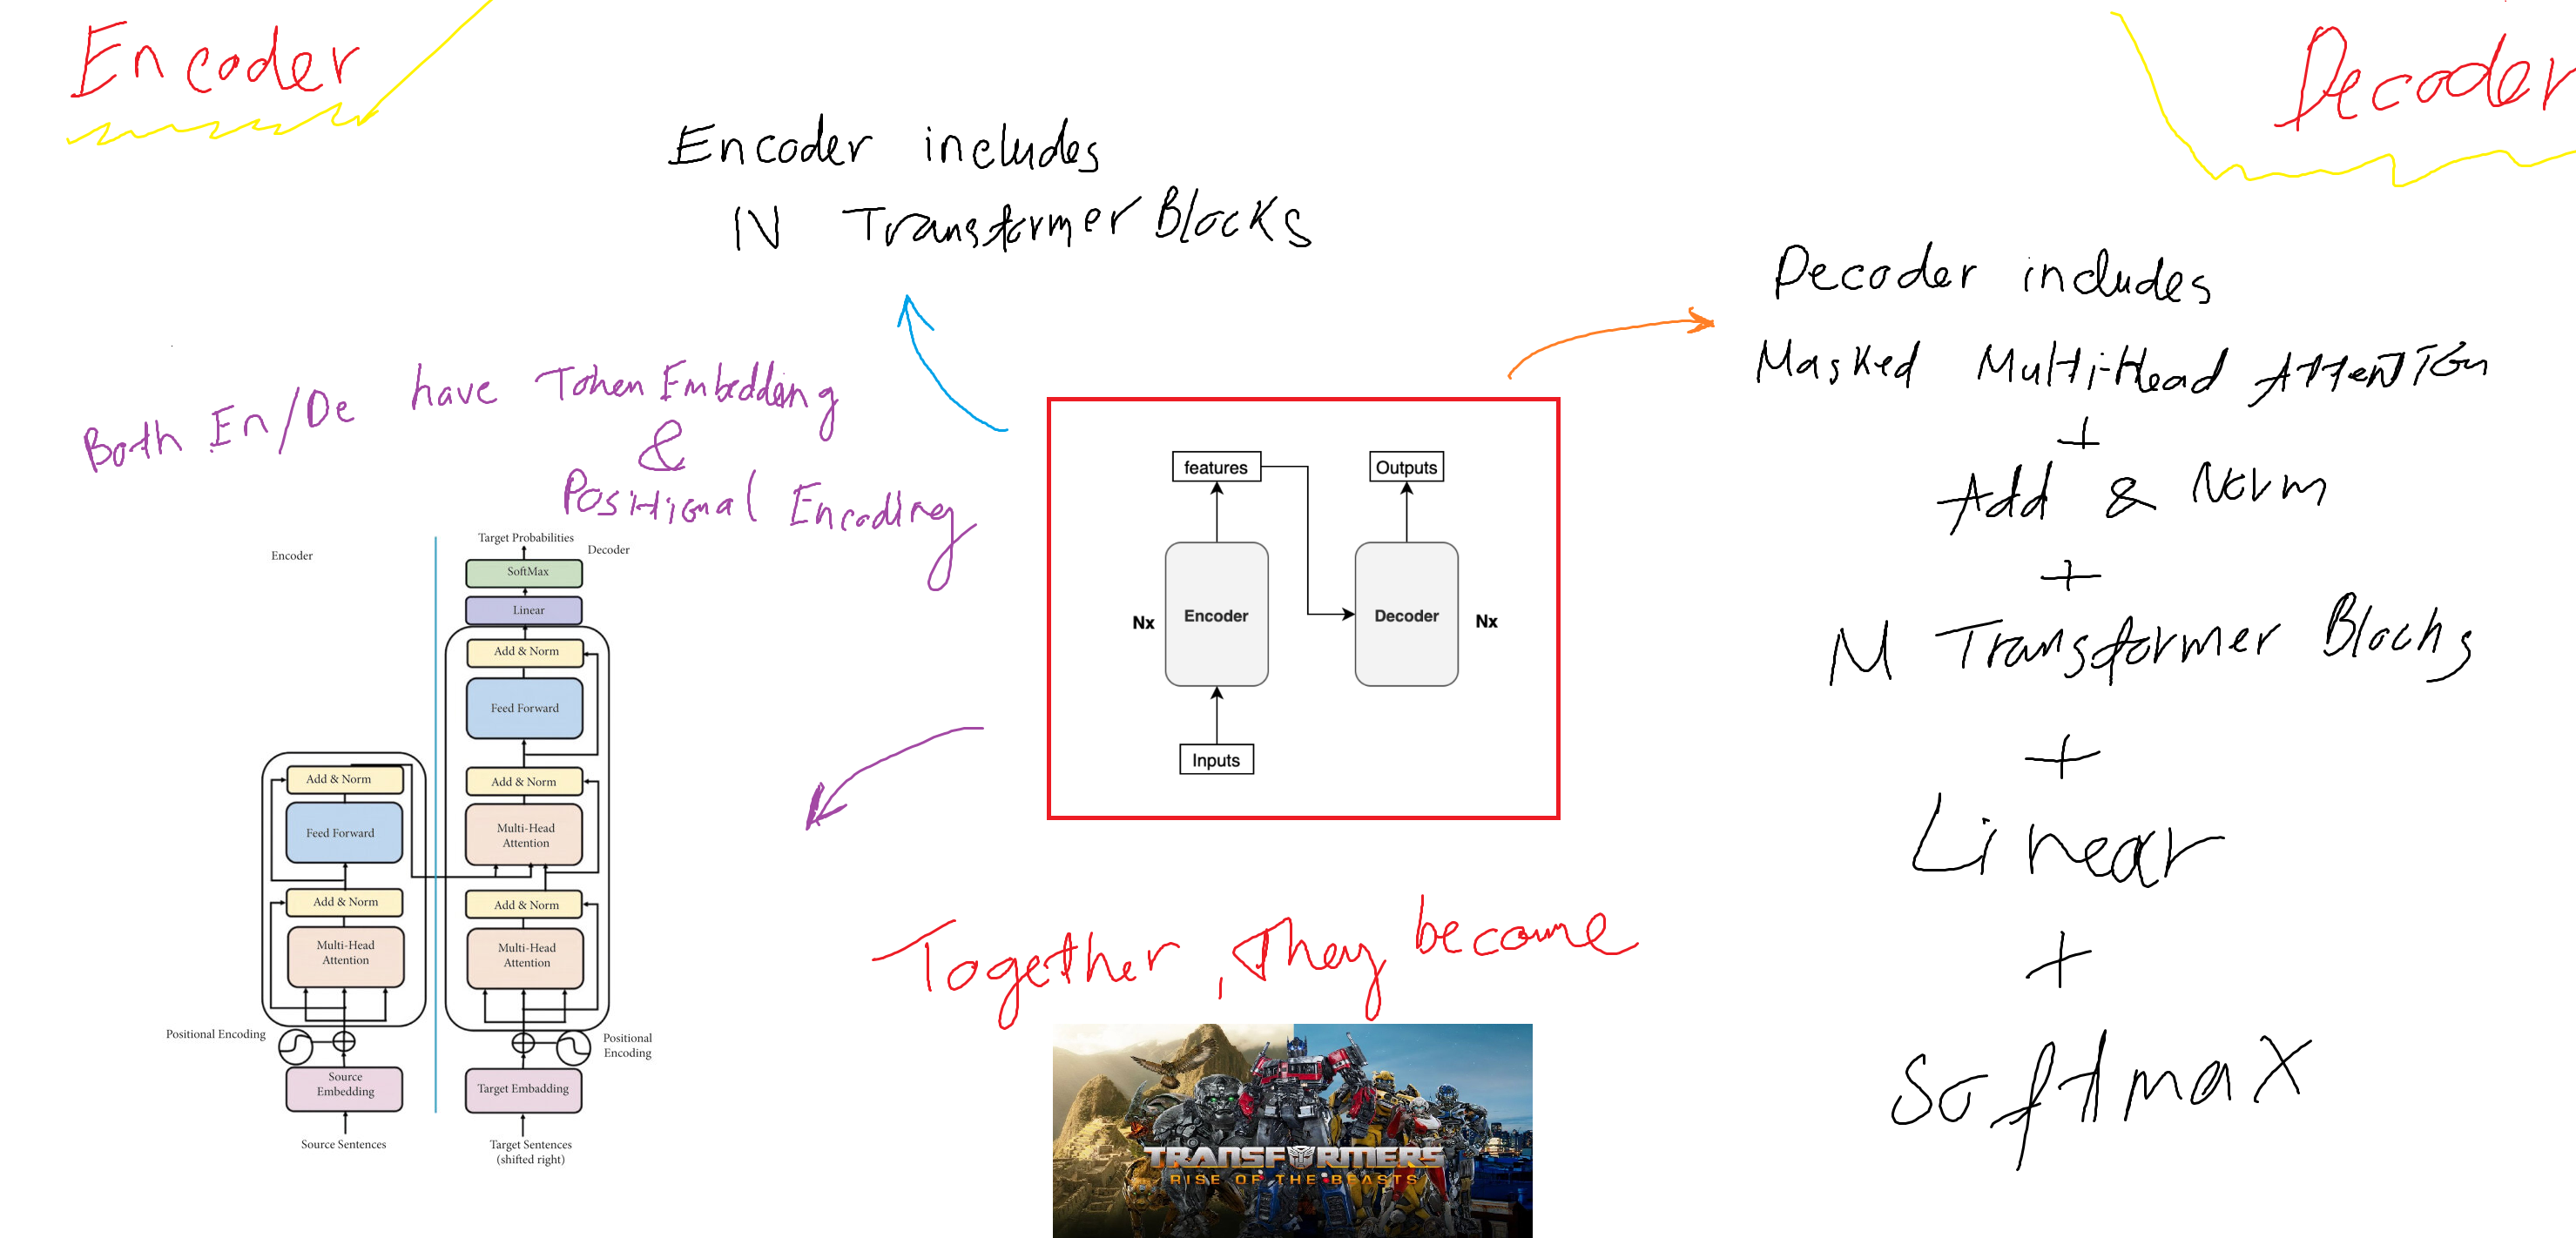 Encoder
Decoder
Encoder includes
N Transformer Blocks
Decoder includes
Masked Multi-Head Attention
+
Add & Norm
+
M Transformer Blocks
+
Linear
+
Softmax
Both En/De have Token Embedding
&
Positional Encoding
features
Outputs
Encoder
Decoder
Nx
Nx
Inputs
Encoder
Target Probabilities
Decoder
SoftMax
Linear
Add & Norm
Feed Forward
Add & Norm
Multi-Head
Attention
Add & Norm
Multi-Head
Attention
Positional
Encoding
Target Embadding
Target Sentences
(shifted right)
Add & Norm
Feed Forward
Add & Norm
Multi-Head
Attention
Positional Encoding
Source
Embedding
Source Sentences
Together, They become
TRANSFORMERS
RISE OF THE BEASTS